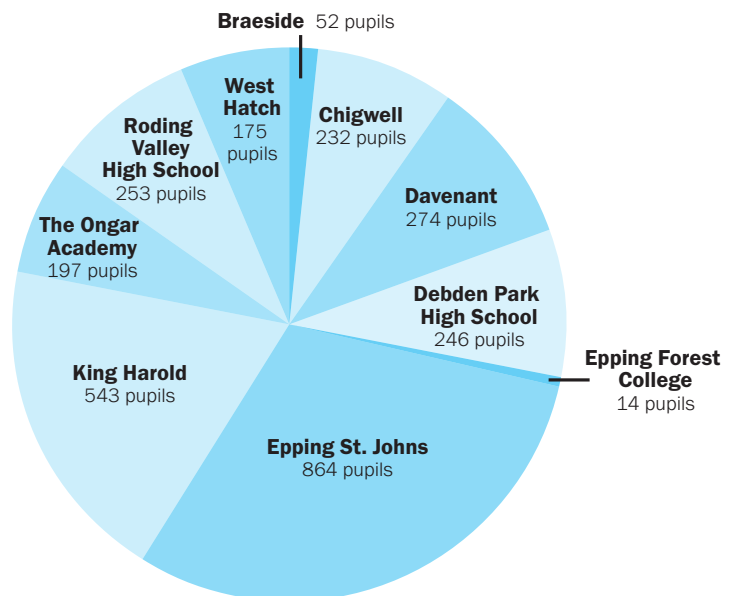 Braeside 52 pupils
Chigwell
232 pupils
Davenant
274 pupils
Debden Park
High School
246 pupils
Epping Forest
College
14 pupils
Epping St. Johns
864 pupils
King Harold
543 pupils
The Ongar
Academy
197 pupils
Roding
Valley
High School
253 pupils
West
Hatch
175
pupils